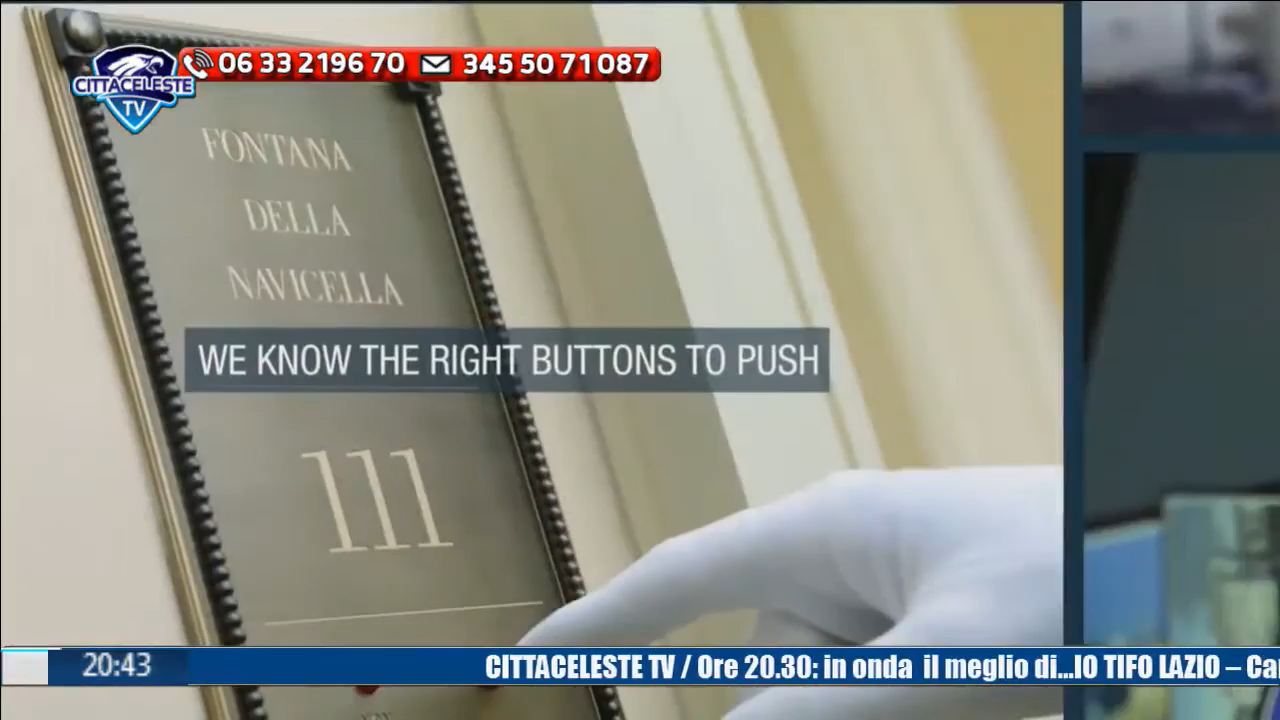 CITTACELESTE
TV
06 33 2196 70
345 50 71 087
FONTANA
DELLA
NAVICELLA
WE KNOW THE RIGHT BUTTONS TO PUSH
111
20:43
CITTACELESTE TV / Ore 20.30: in onda il meglio di...IO TIFO LAZIO – Ca